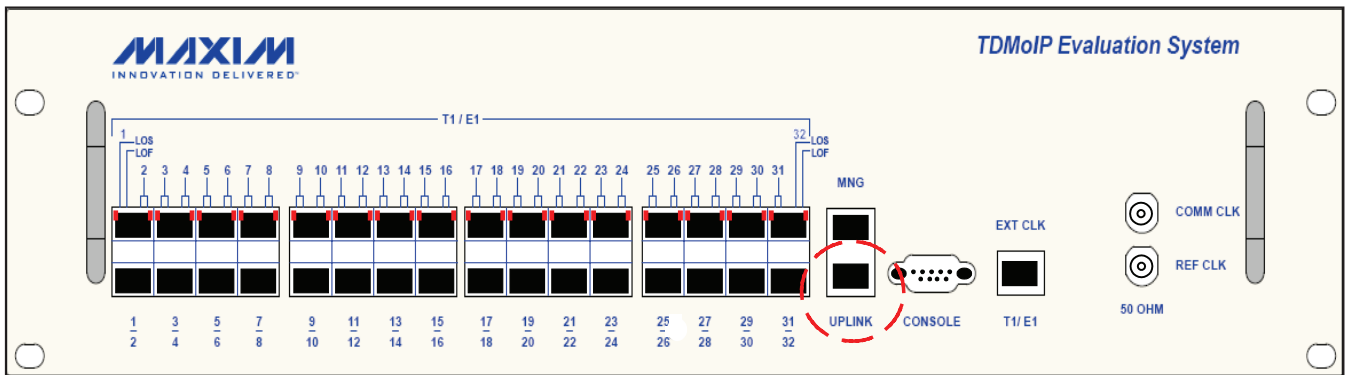 MAXIM
INNOVATION DELIVERED™
TDMoIP Evaluation System
T1 / E1
1 LOS 32 LOS
LOF LOF
2 3 4 5 6 7 8 9 10 11 12 13 14 15 16 17 18 19 20 21 22 23 24 25 26 27 28 29 30 31
MNG
EXT CLK
COMM CLK
REF CLK
50 OHM
1 3 5 7 9 11 13 15 17 19 21 23 25 27 29 31 UPLINK CONSOLE T1/ E1
2 4 6 8 10 12 14 16 18 20 22 24 26 28 30 32